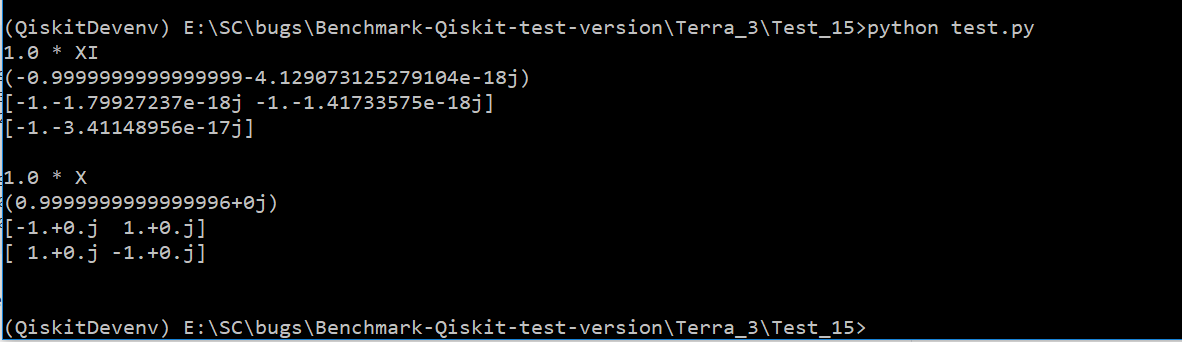 (QiskitDevenv) E:\SC\bugs\Benchmark-Qiskit-test-version\Terra_3\Test_15>python test.py
1.0 * XI
(-0.9999999999999999-4.129073125279104e-18j)
[-1.-1.79927237e-18j -1.-1.41733575e-18j]
[-1.-3.41148956e-17j]
1.0 * X
(0.9999999999999996+0j)
[-1.+0.j  1.+0.j]
[ 1.+0.j -1.+0.j]
(QiskitDevenv) E:\SC\bugs\Benchmark-Qiskit-test-version\Terra_3\Test_15>